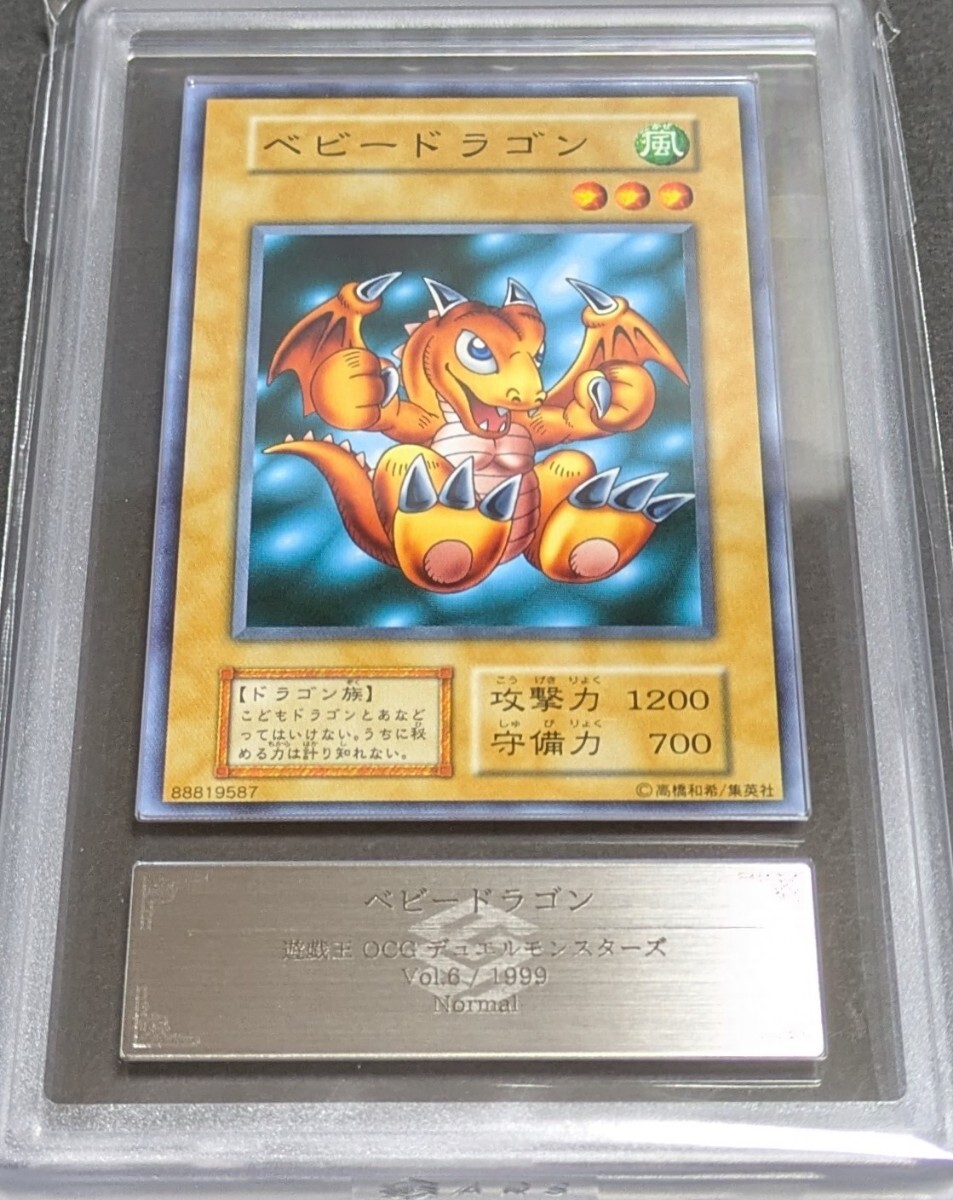 ベビードラゴン
風
【ドラゴン族】
こどもドラゴンとあなど
ってはいけない。うちに秘
める力は計り知れない。
攻撃力 1200
守備力 700
88819587
©高橋和希/集英社
ベビードラゴン
遊戯王 OCG デュエルモンスターズ
Vol.6 / 1999
Normal
ARS